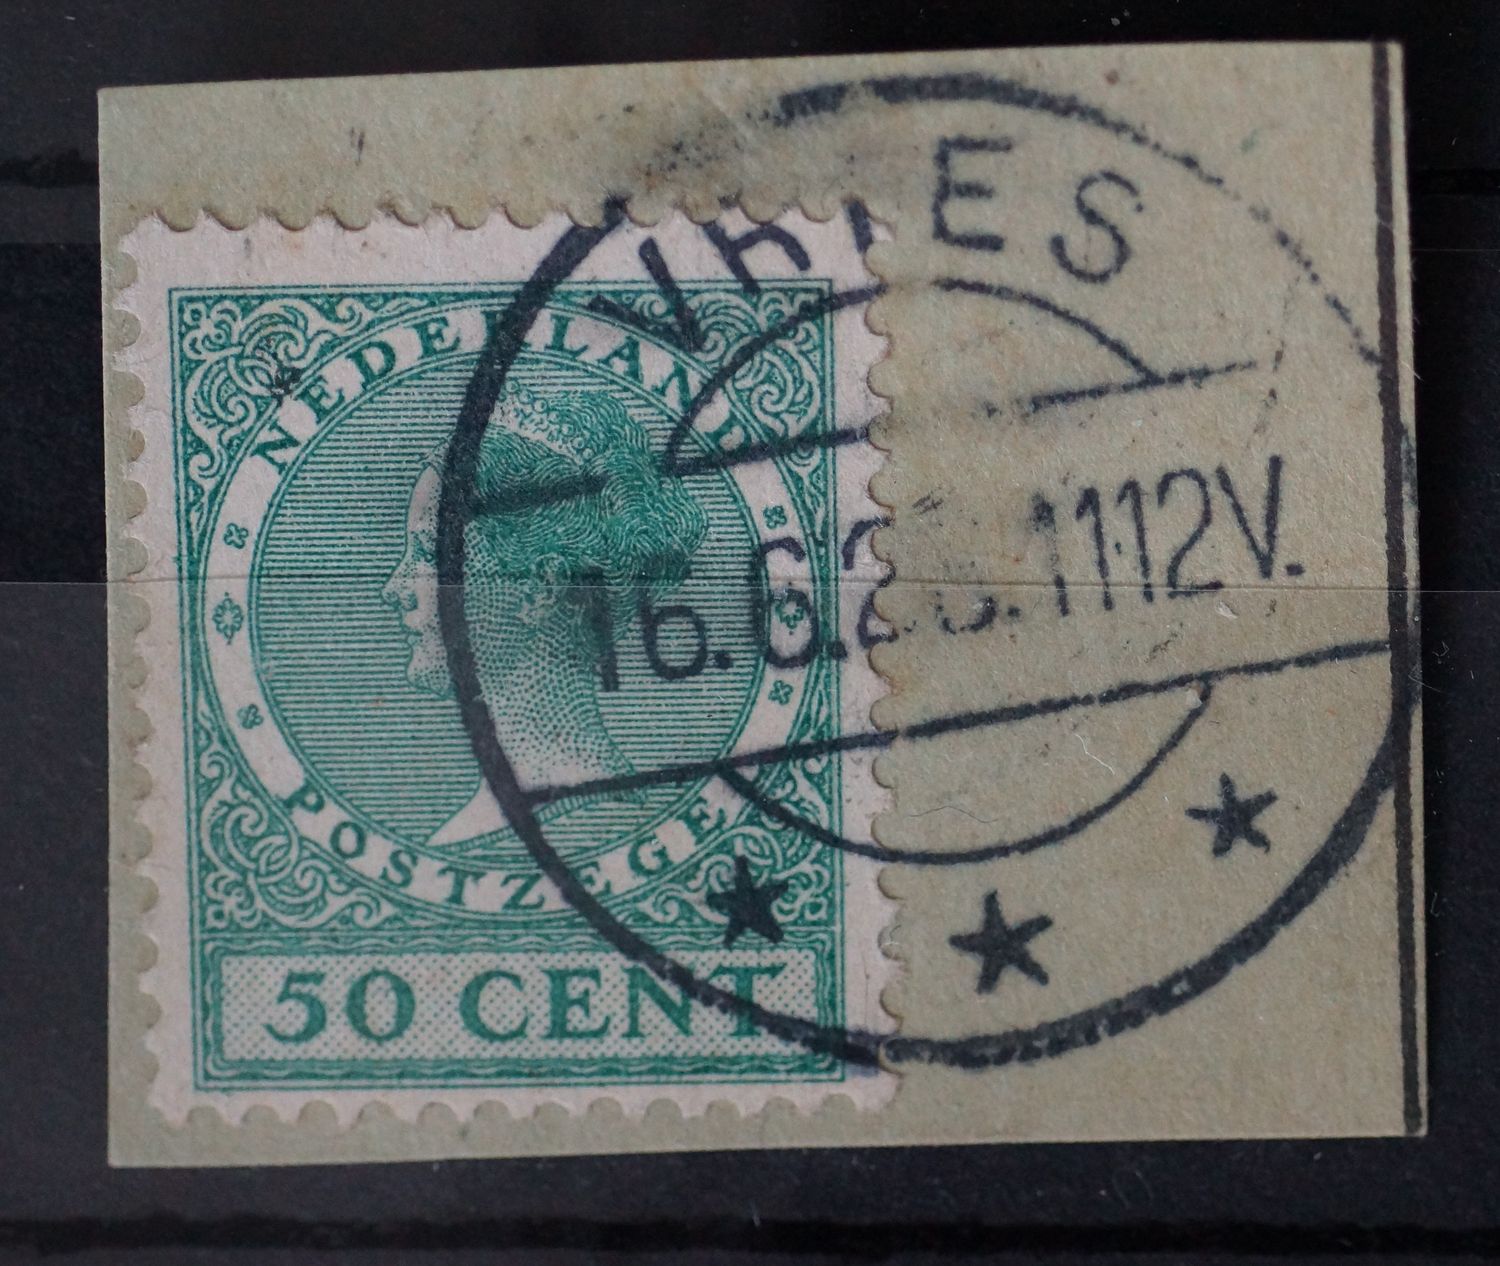 VRIES
NEDERLAND
16.6.2 .1112V.
POSTZEGEL
50 CENT